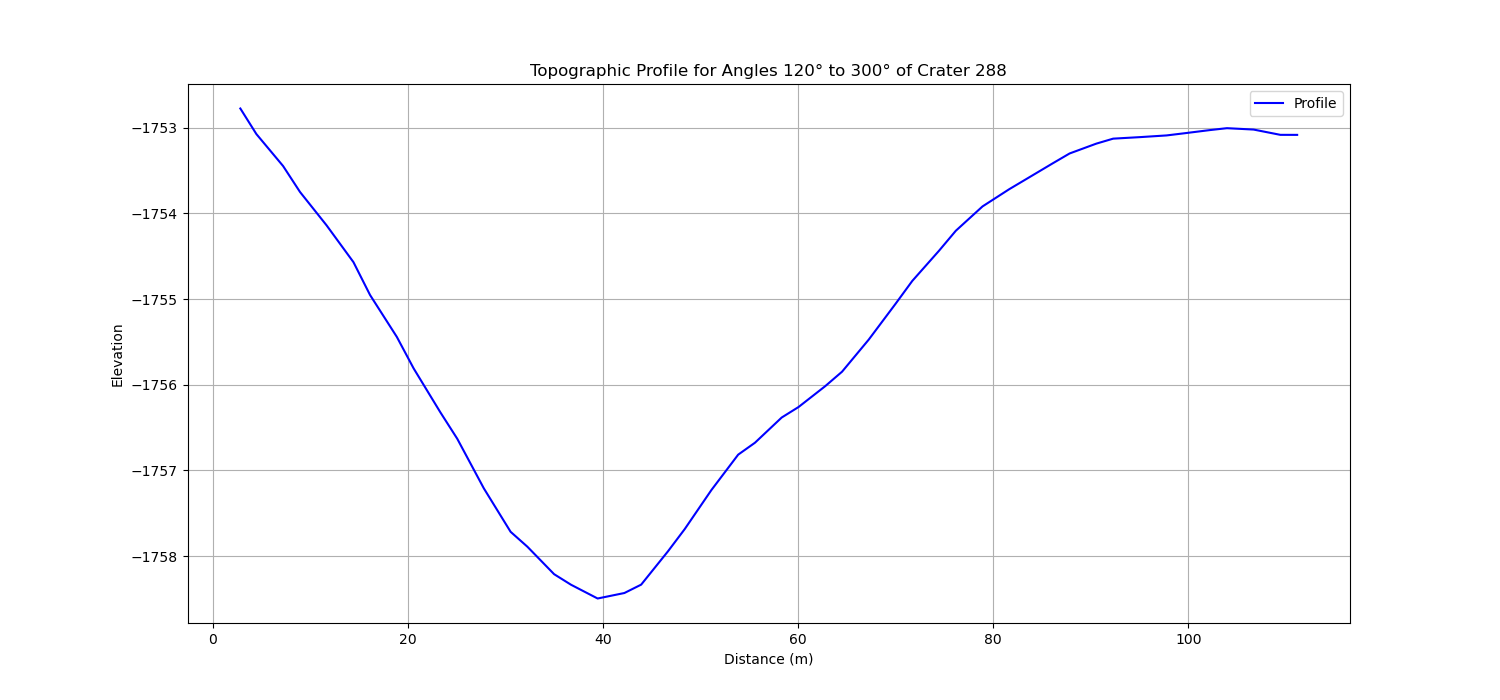 Topographic Profile for Angles 120° to 300° of Crater 288
Profile
−1753
−1754
−1755
−1756
−1757
−1758
Elevation
0 20 40 60 80 100
Distance (m)